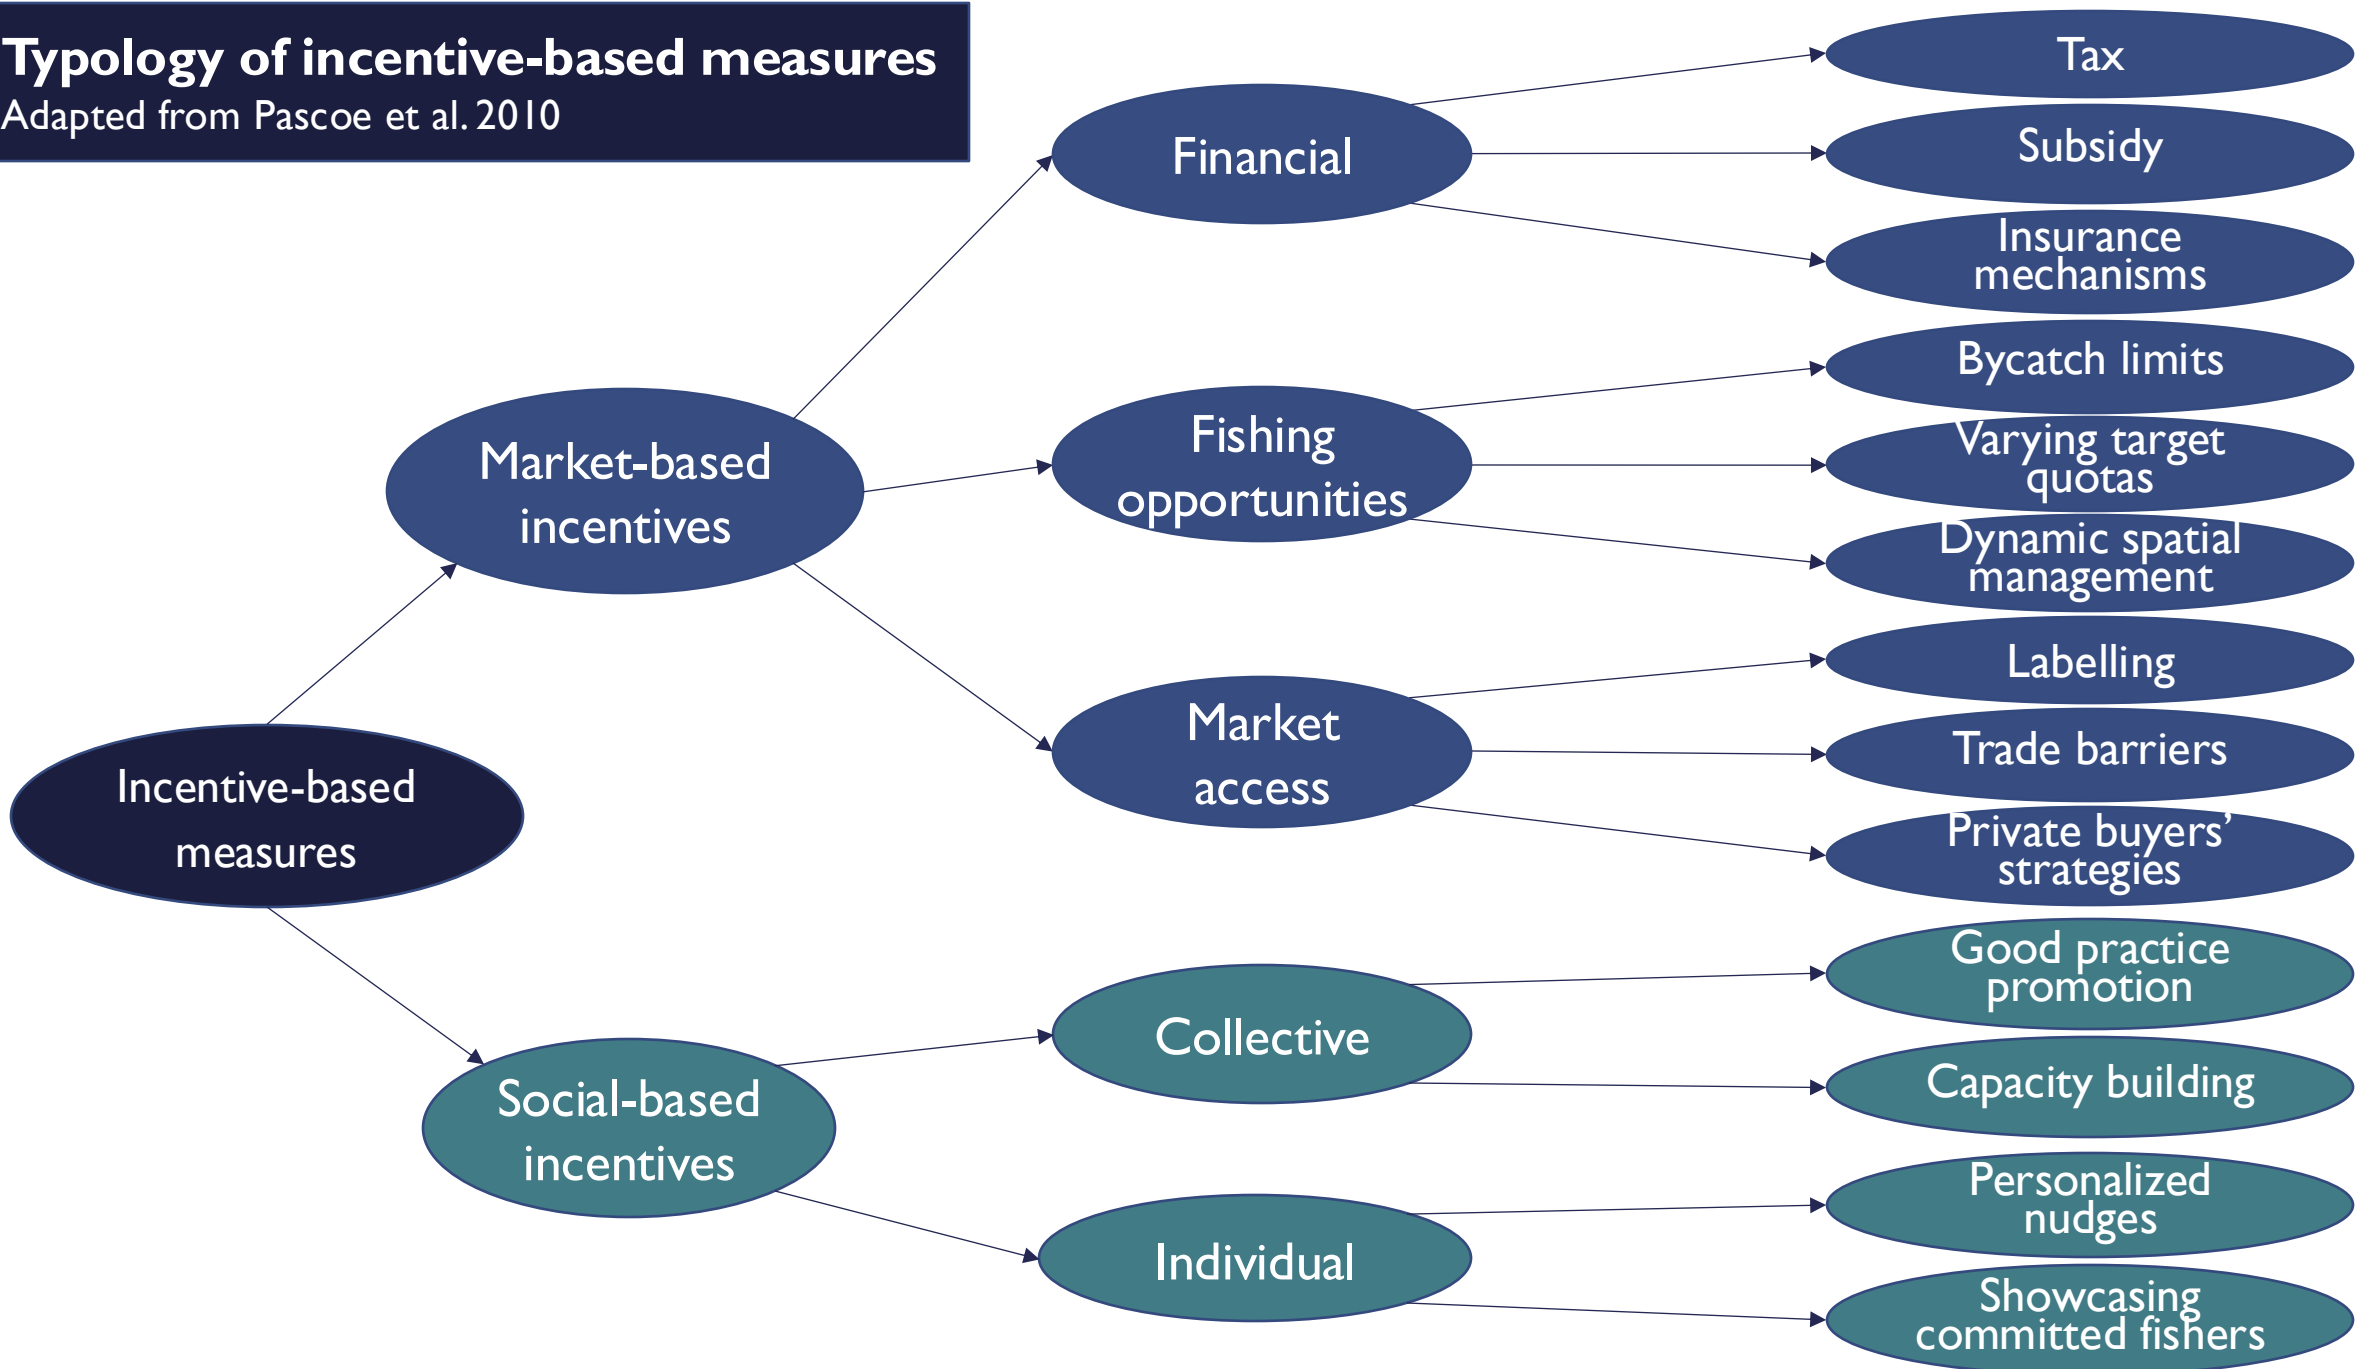 Typology of incentive-based measures
Adapted from Pascoe et al. 2010
Incentive-based
measures
Market-based
incentives
Social-based
incentives
Financial
Fishing
opportunities
Market
access
Collective
Individual
Tax
Subsidy
Insurance
mechanisms
Bycatch limits
Varying target
quotas
Dynamic spatial
management
Labelling
Trade barriers
Private buyers’
strategies
Good practice
promotion
Capacity building
Personalized
nudges
Showcasing
committed fishers